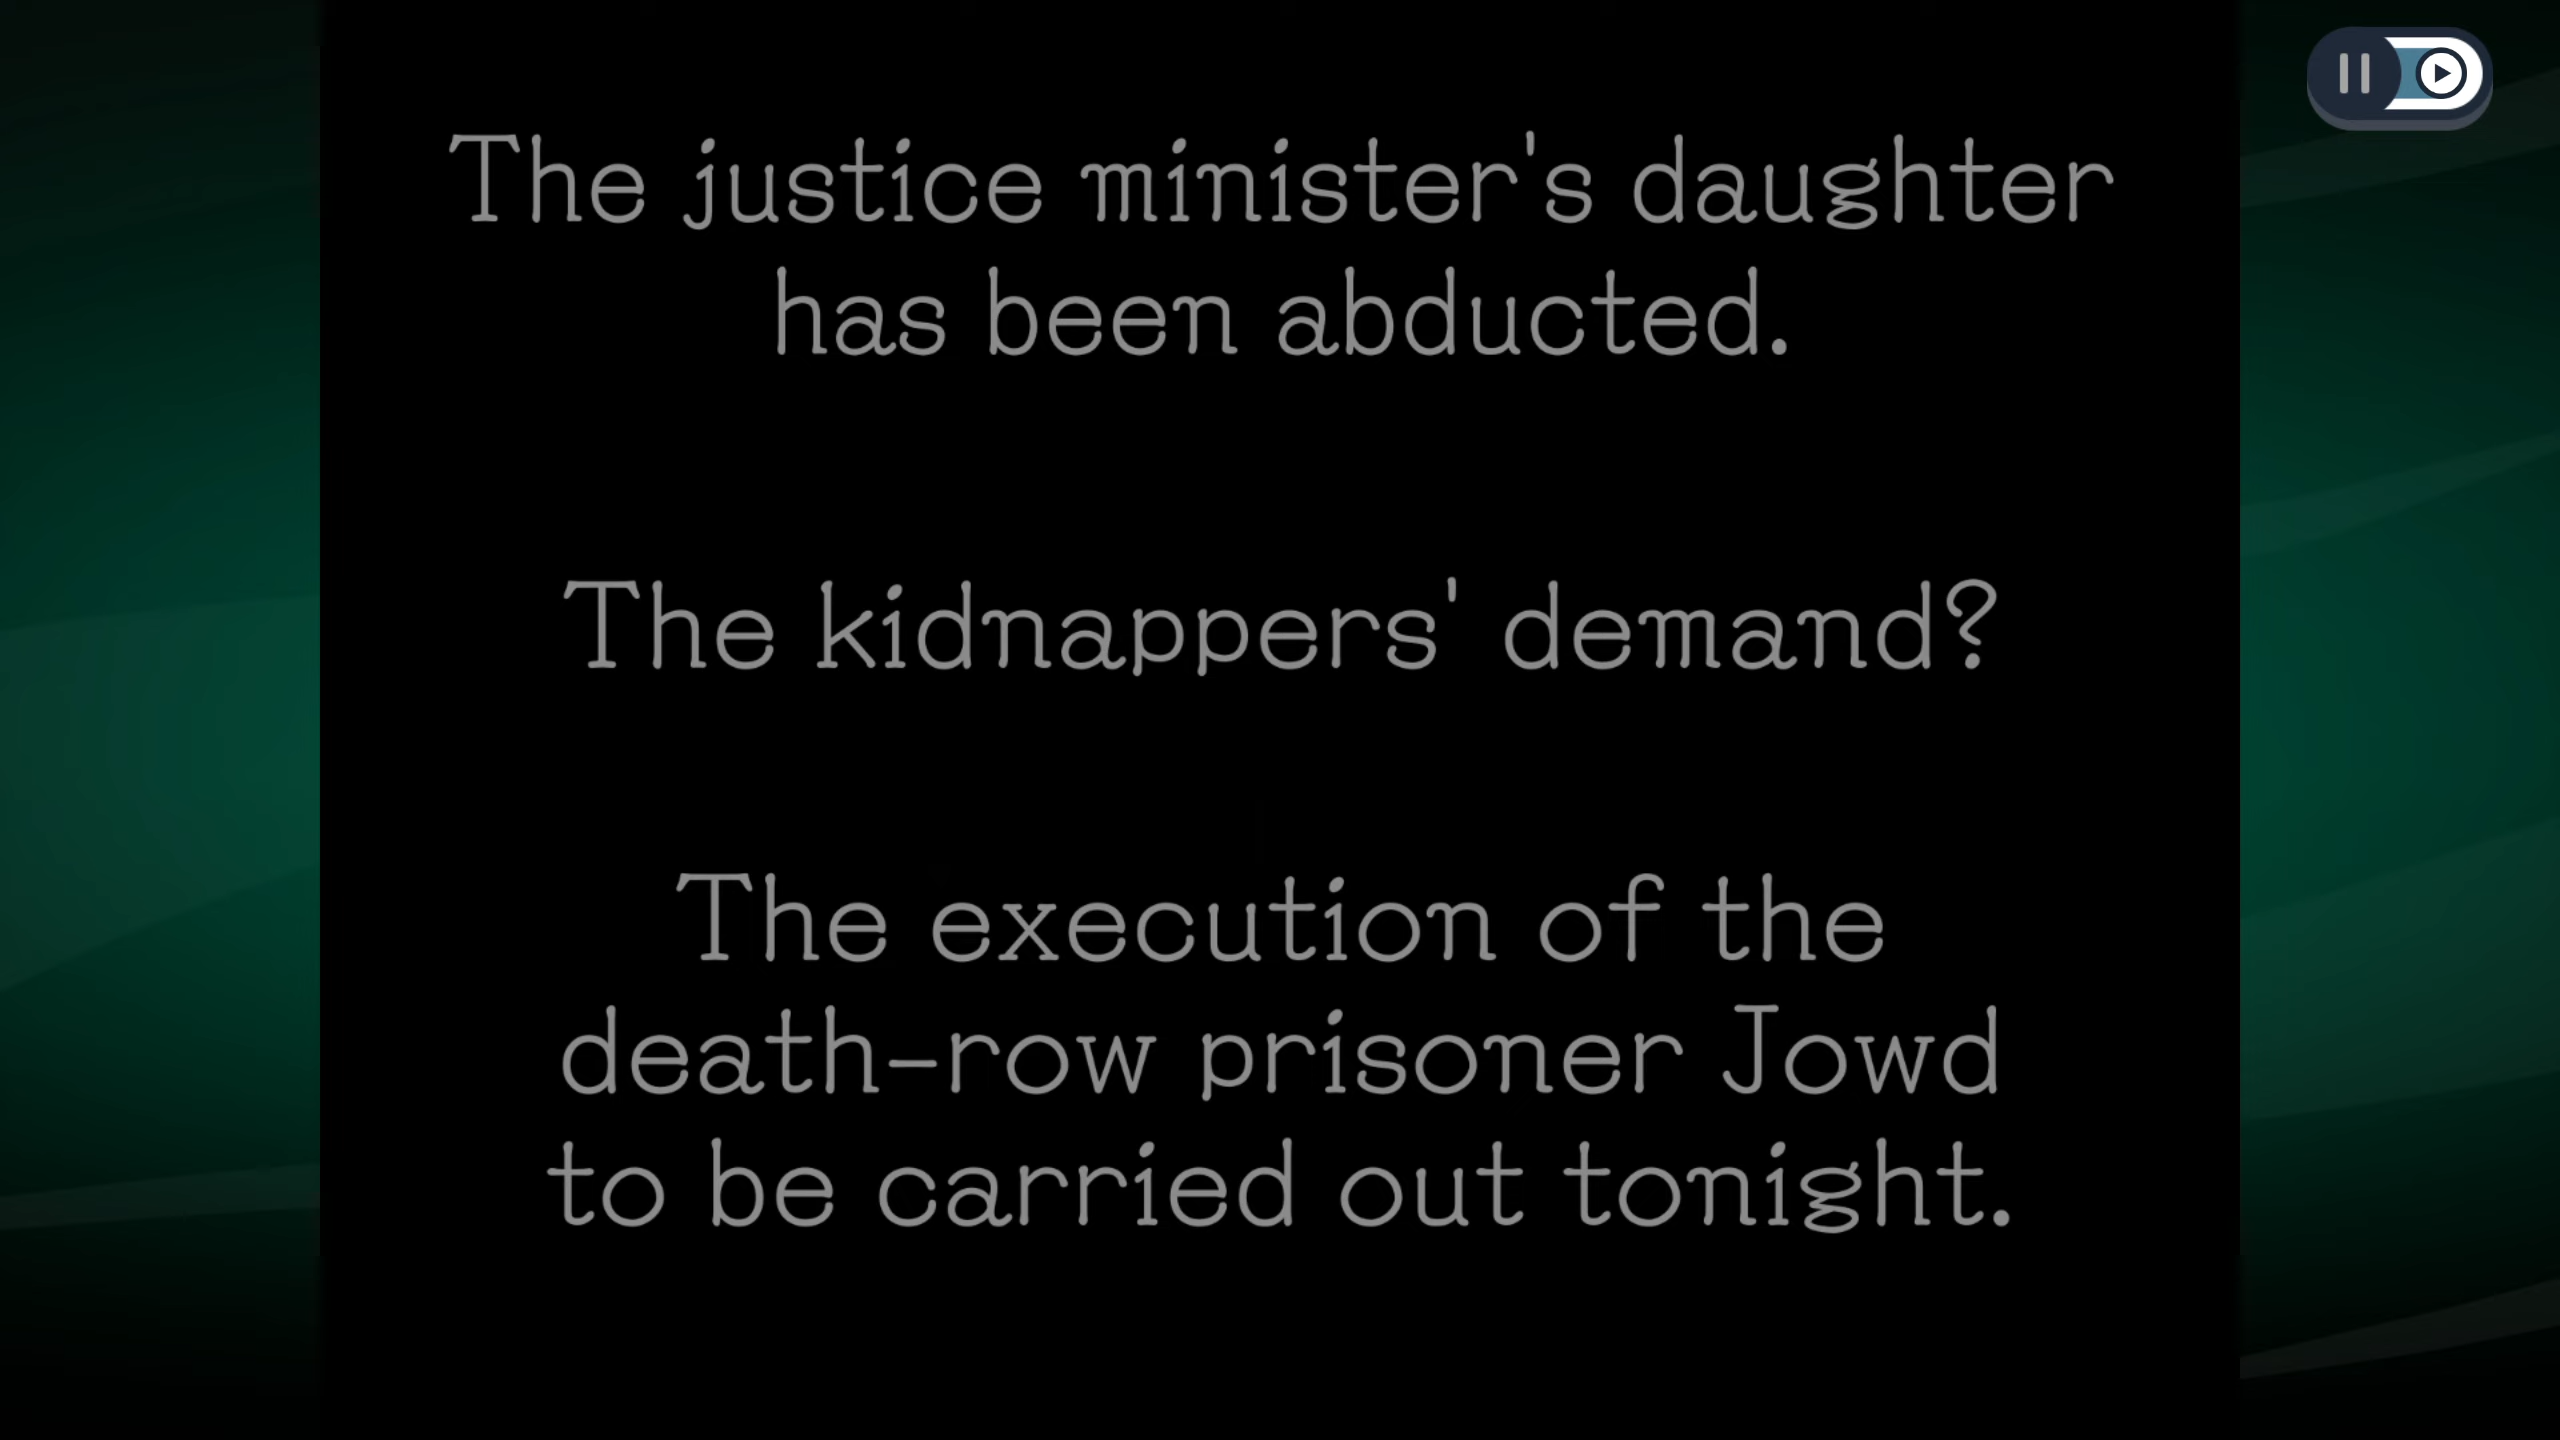 The justice minister's daughter
has been abducted.
The kidnappers' demand?
The execution of the
death-row prisoner Jowd
to be carried out tonight.